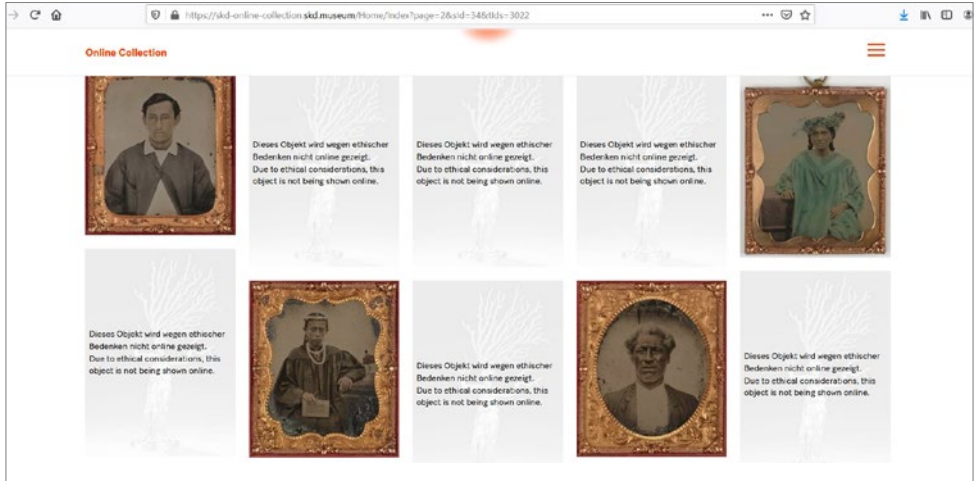 https://skd-online-collection.skd.museum/Home/Index?page=2&sId=34&tIds=3022
Online Collection
Dieses Objekt wird wegen ethischer
Bedenken nicht online gezeigt.
Due to ethical considerations, this
object is not being shown online.
Dieses Objekt wird wegen ethischer
Bedenken nicht online gezeigt.
Due to ethical considerations, this
object is not being shown online.
Dieses Objekt wird wegen ethischer
Bedenken nicht online gezeigt.
Due to ethical considerations, this
object is not being shown online.
Dieses Objekt wird wegen ethischer
Bedenken nicht online gezeigt.
Due to ethical considerations, this
object is not being shown online.
Dieses Objekt wird wegen ethischer
Bedenken nicht online gezeigt.
Due to ethical considerations, this
object is not being shown online.
Dieses Objekt wird wegen ethischer
Bedenken nicht online gezeigt.
Due to ethical considerations, this
object is not being shown online.